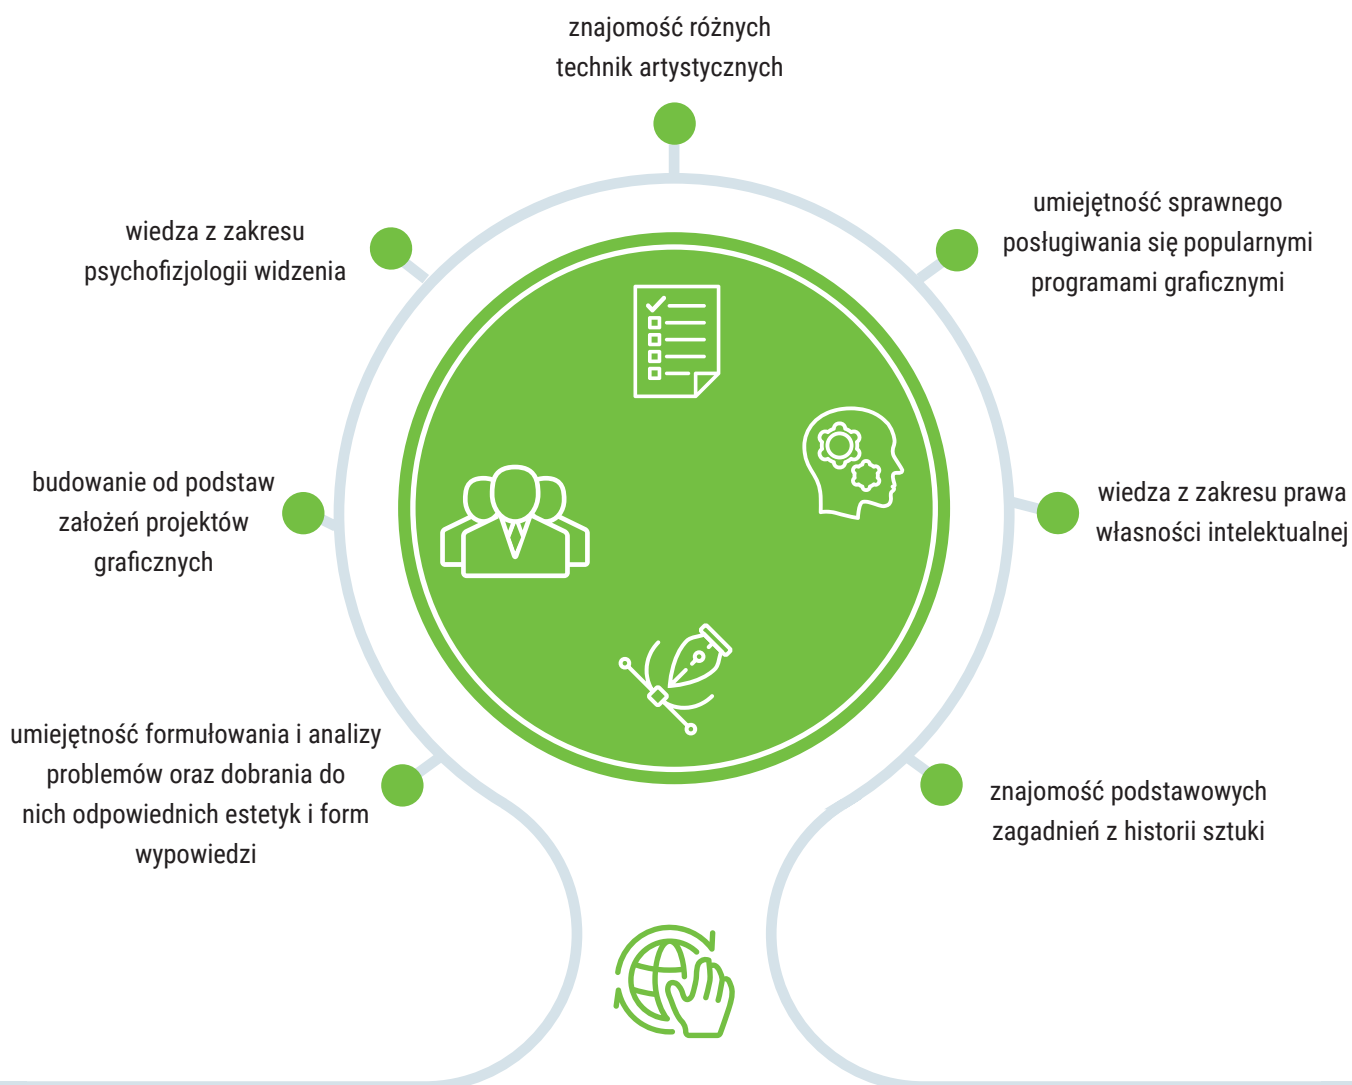 znajomość różnych
technik artystycznych
wiedza z zakresu
psychofizjologii widzenia
umiejętność sprawnego
posługiwania się popularnymi
programami graficznymi
budowanie od podstaw
założeń projektów
graficznych
wiedza z zakresu prawa
własności intelektualnej
umiejętność formułowania i analizy
problemów oraz dobrania do
nich odpowiednich estetyk i form
wypowiedzi
znajomość podstawowych
zagadnień z historii sztuki